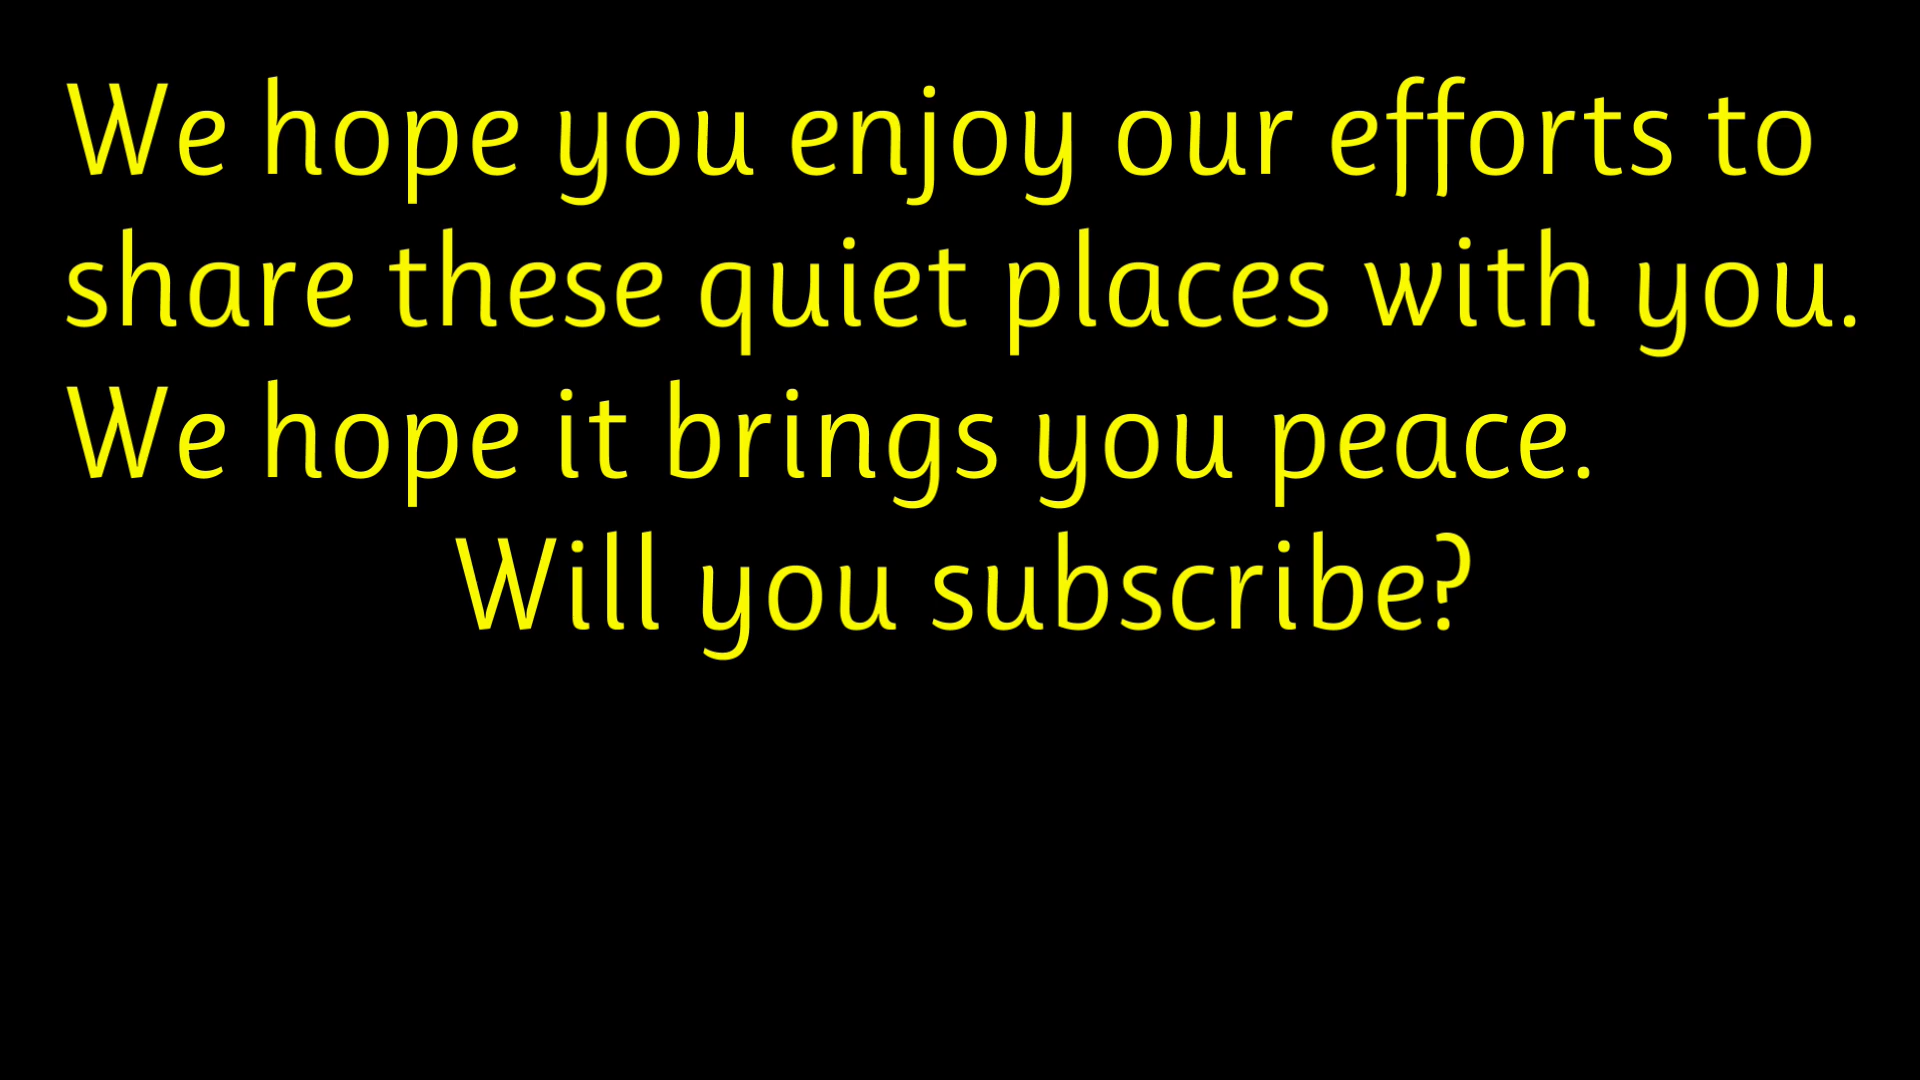 We hope you enjoy our efforts to
share these quiet places with you.
We hope it brings you peace.
Will you subscribe?